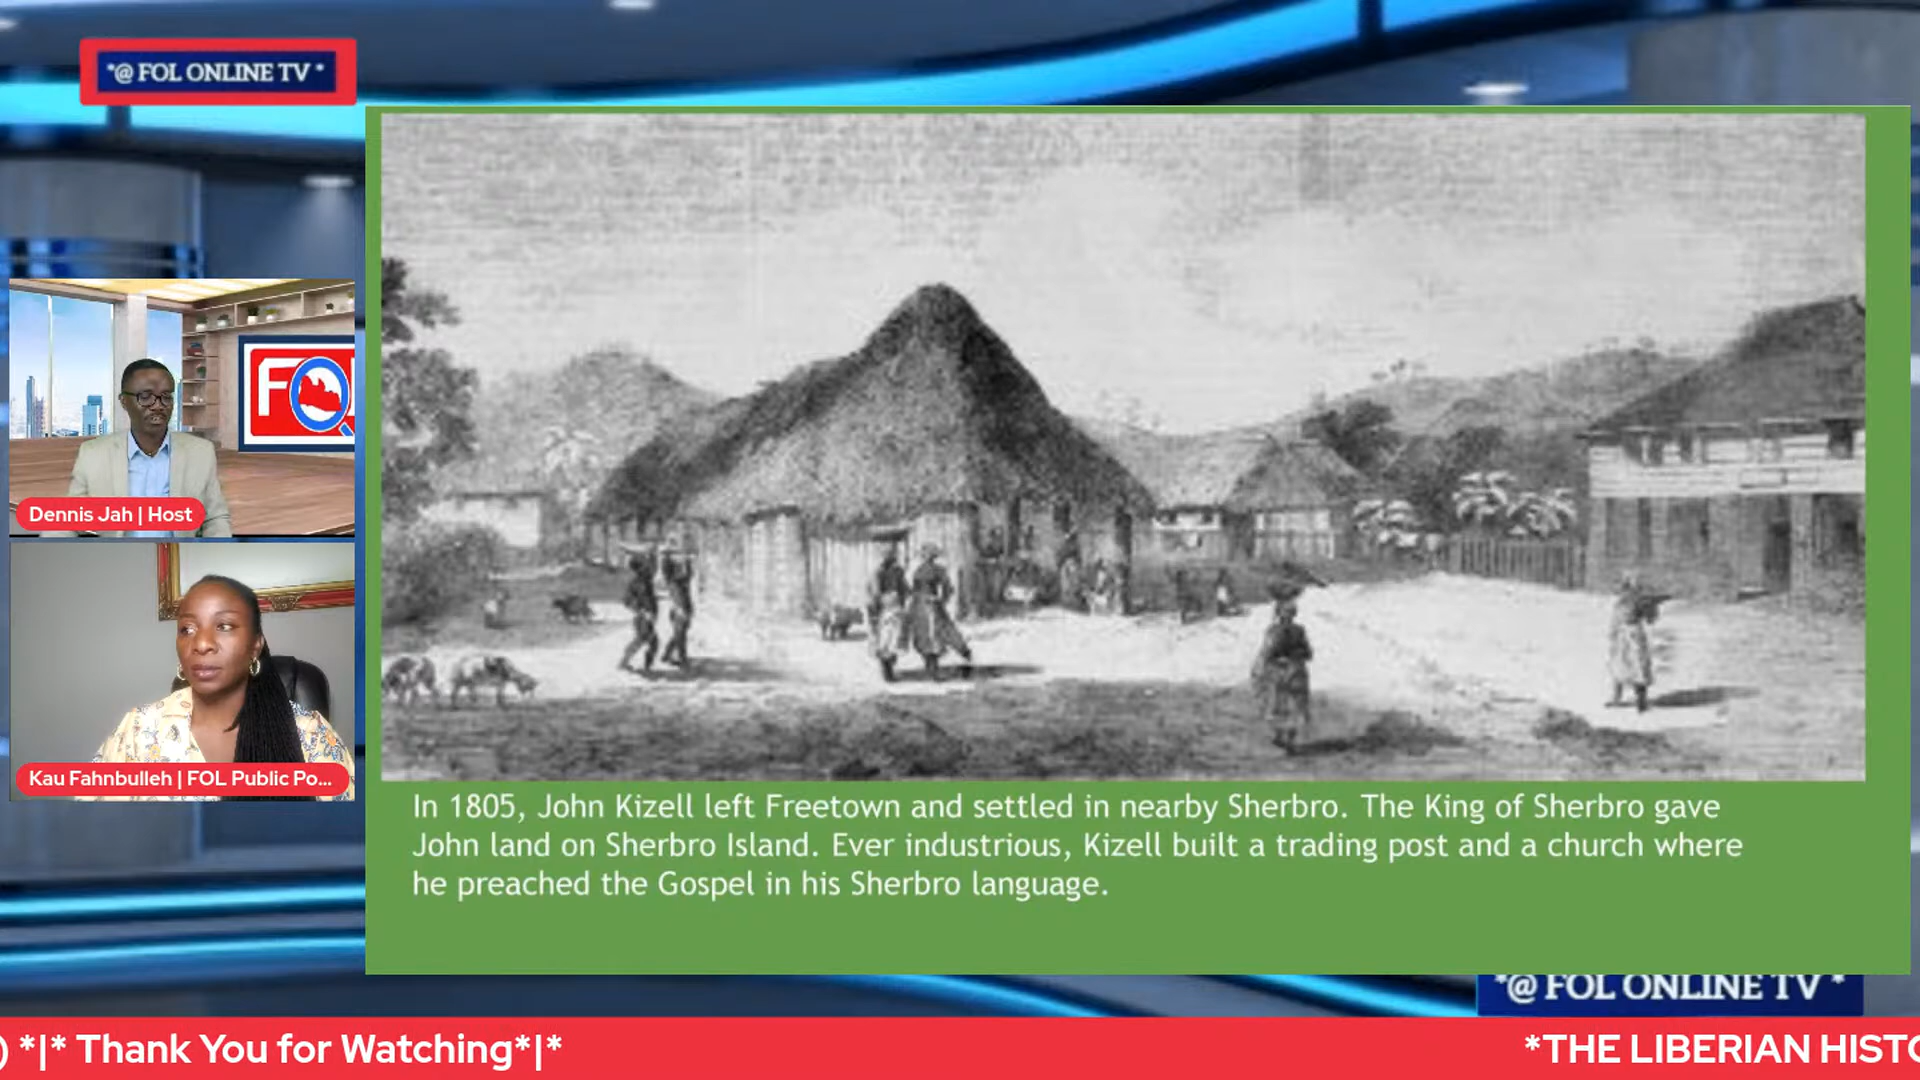 *@ FOL ONLINE TV *
FOL
Dennis Jah | Host
Kau Fahnbulleh | FOL Public Po...
In 1805, John Kizell left Freetown and settled in nearby Sherbro. The King of Sherbro gave
John land on Sherbro Island. Ever industrious, Kizell built a trading post and a church where
he preached the Gospel in his Sherbro language.
*@ FOL ONLINE TV *
) *|* Thank You for Watching*|*
*THE LIBERIAN HISTO